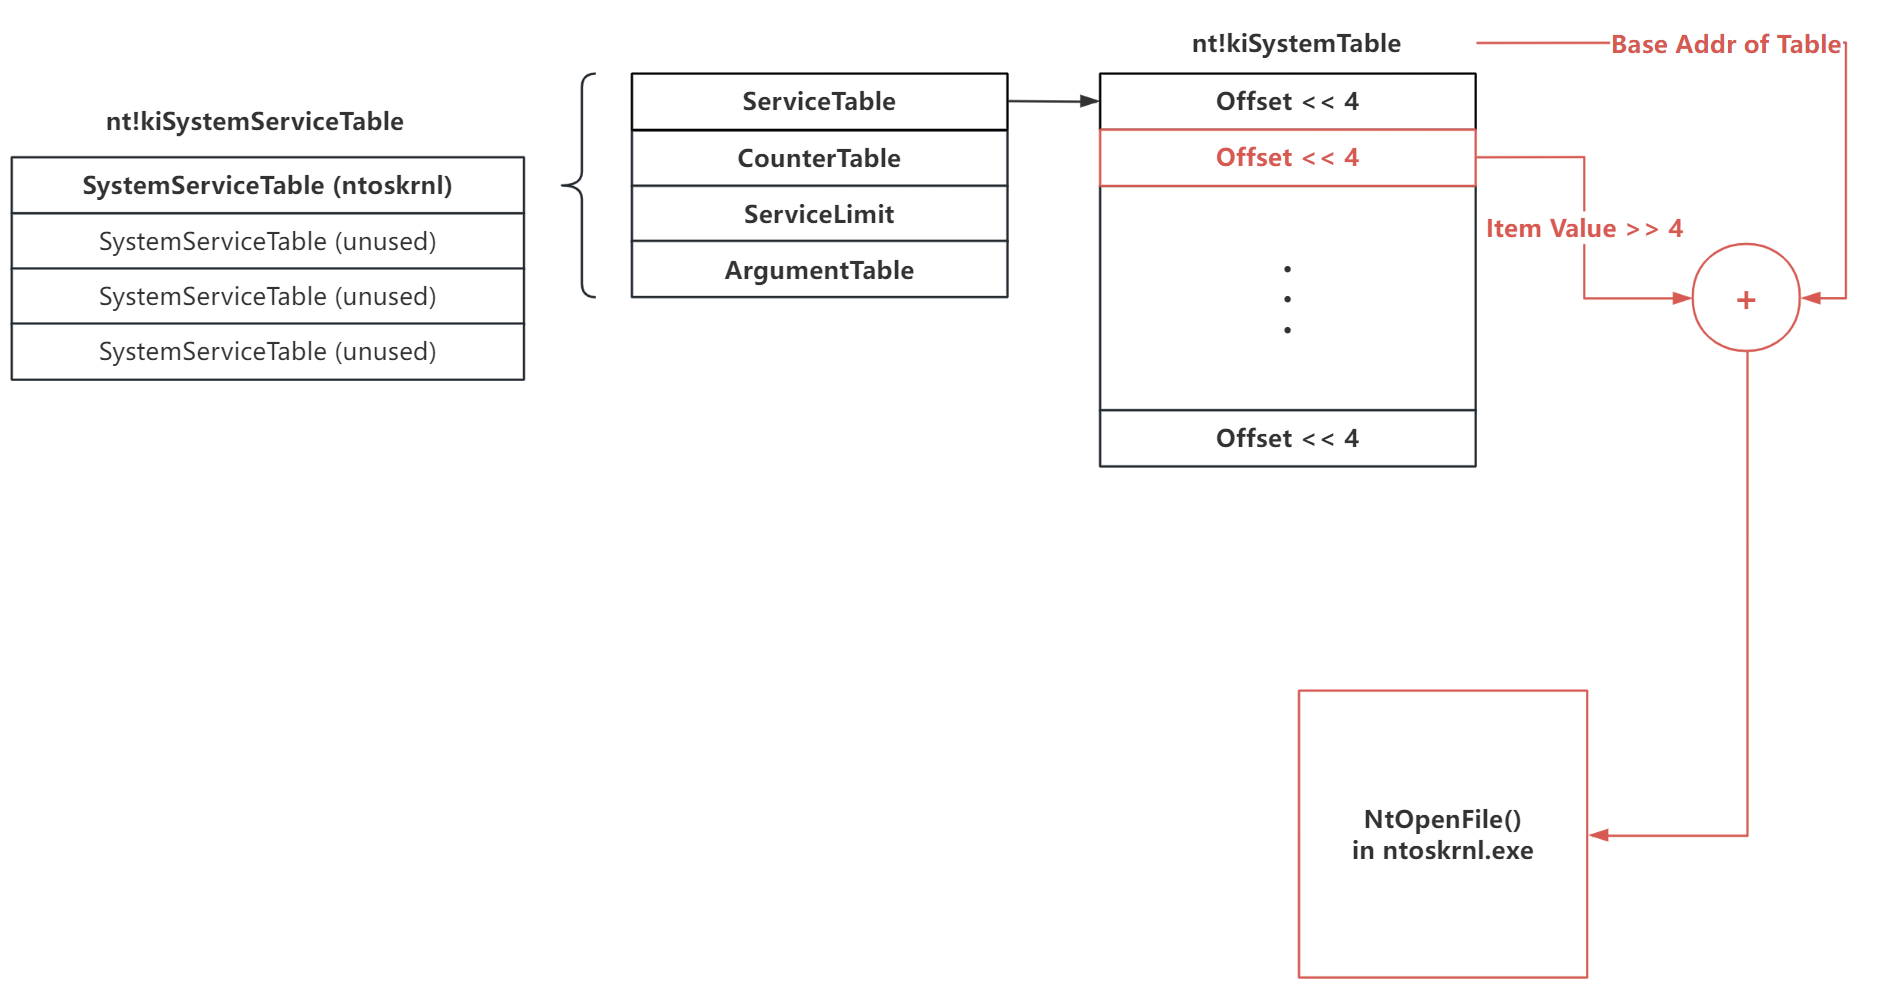 nt!kiSystemServiceTable
SystemServiceTable (ntoskrnl)
SystemServiceTable (unused)
SystemServiceTable (unused)
SystemServiceTable (unused)
ServiceTable
CounterTable
ServiceLimit
ArgumentTable
nt!kiSystemTable
Offset << 4
Offset << 4
Offset << 4
Base Addr of Table
Item Value >> 4
+
NtOpenFile()
in ntoskrnl.exe